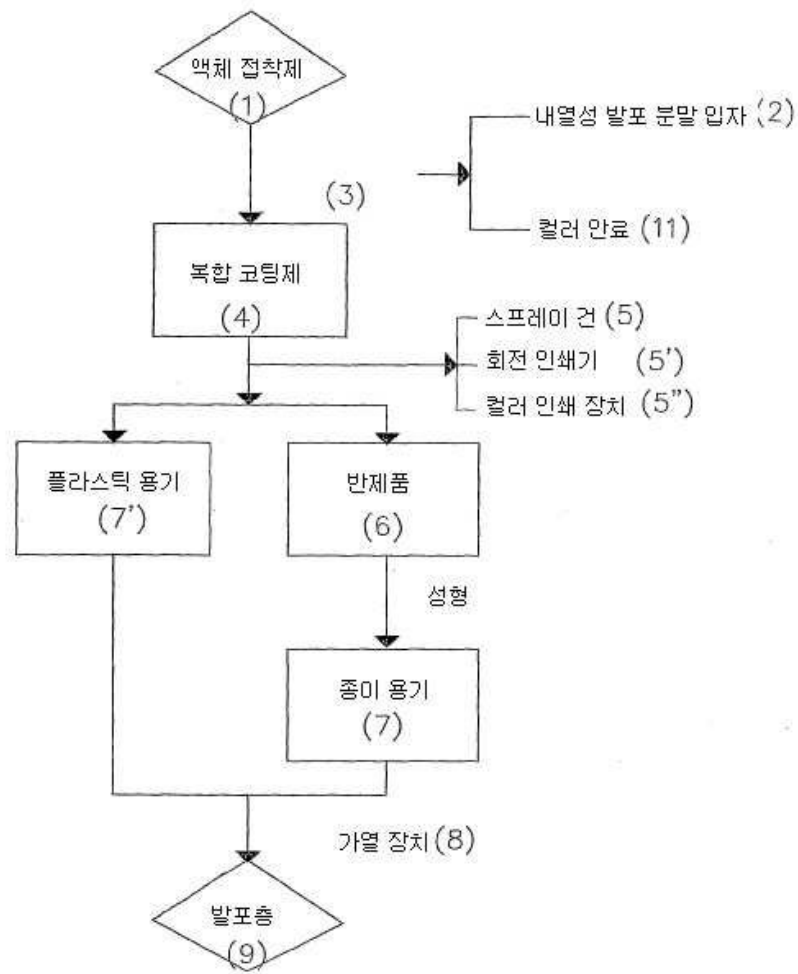 액체 접착제
(1)
내열성 발포 분말 입자 (2)
(3)
컬러 안료 (11)
복합 코팅제
(4)
스프레이 건 (5)
회전 인쇄기 (5')
컬러 인쇄 장치 (5")
플라스틱 용기
(7')
반제품
(6)
성형
종이 용기
(7)
가열 장치 (8)
발포층
(9)